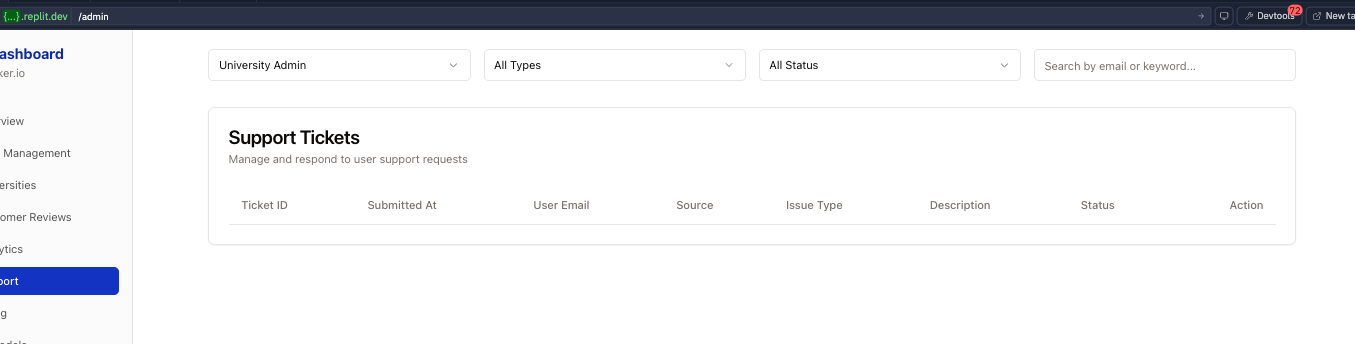 {...}.replit.dev /admin
Devtools 72 New ta
ashboard
ker.io
University Admin All Types All Status Search by email or keyword...
Support Tickets
Manage and respond to user support requests
Ticket ID Submitted At User Email Source Issue Type Description Status Action
view
Management
ersities
omer Reviews
ytics
port
g